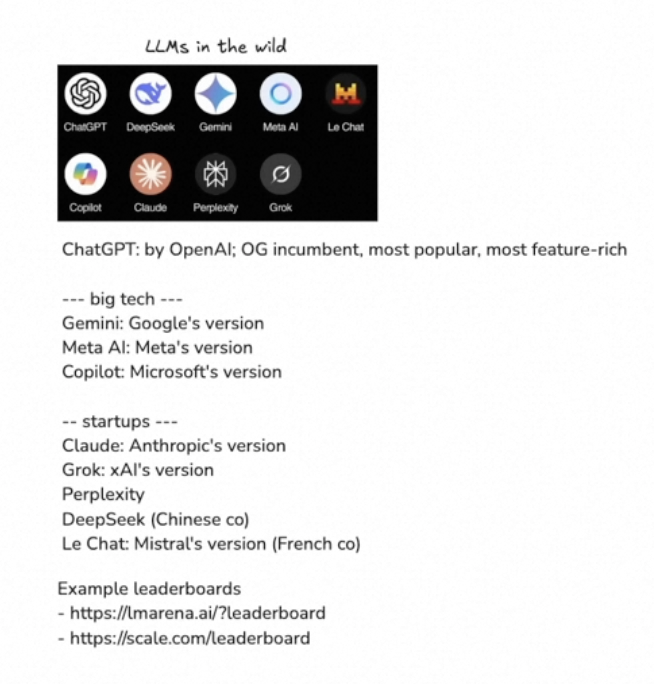 LLMs in the wild
ChatGPT DeepSeek Gemini Meta AI Le Chat
Copilot Claude Perplexity Grok
ChatGPT: by OpenAI; OG incumbent, most popular, most feature-rich
--- big tech ---
Gemini: Google's version
Meta AI: Meta's version
Copilot: Microsoft's version
-- startups ---
Claude: Anthropic's version
Grok: xAI's version
Perplexity
DeepSeek (Chinese co)
Le Chat: Mistral's version (French co)
Example leaderboards
- https://lmarena.ai/?leaderboard
- https://scale.com/leaderboard